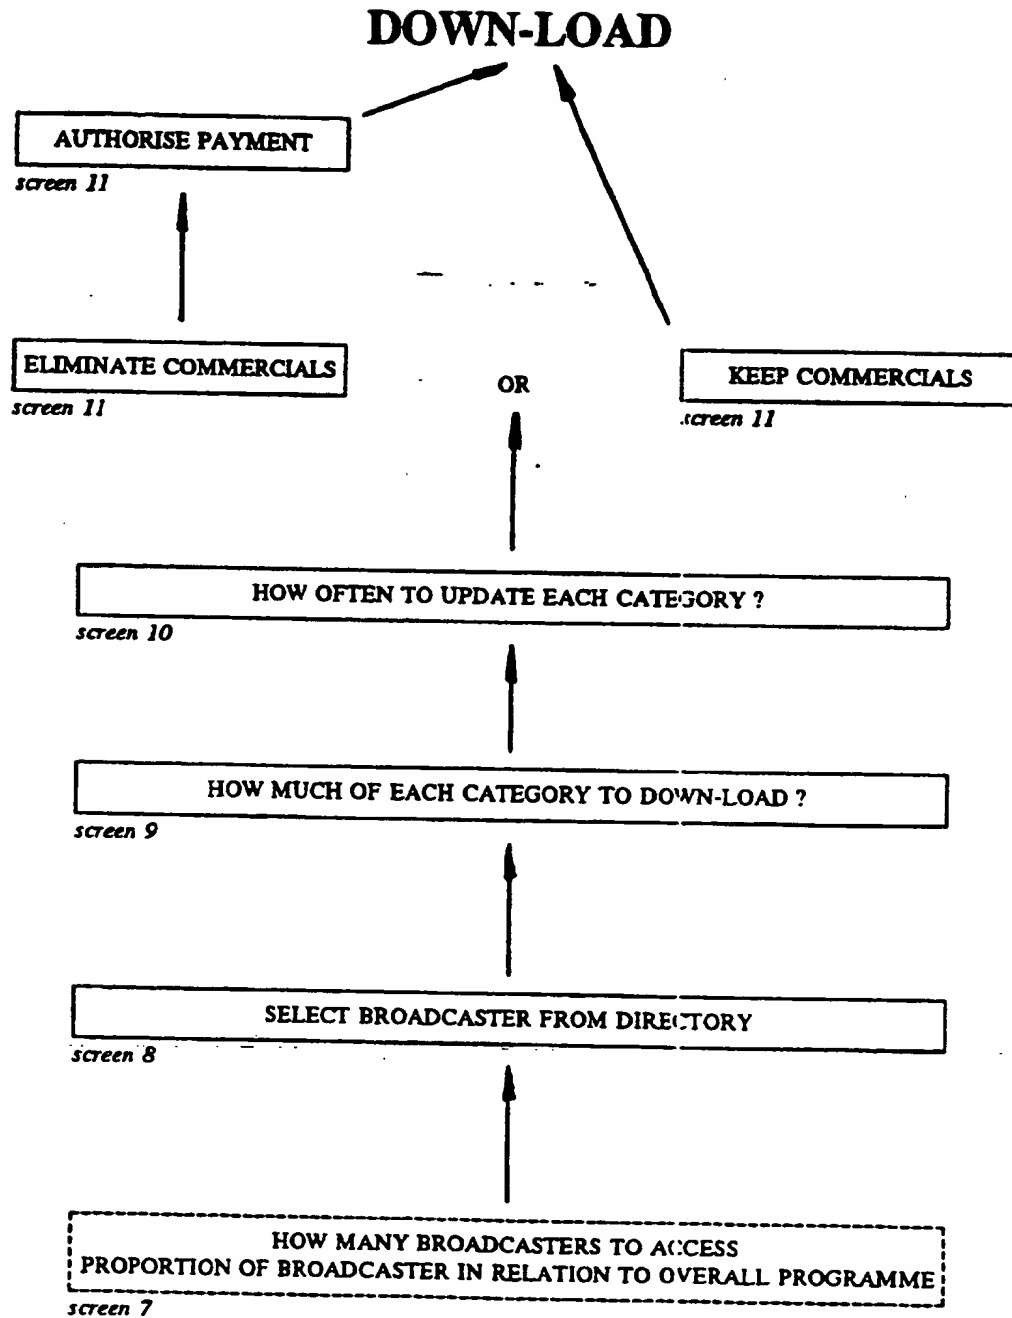 DOWN-LOAD
AUTHORISE PAYMENT
screen 11
ELIMINATE COMMERCIALS
screen 11
OR
KEEP COMMERCIALS
screen 11
HOW OFTEN TO UPDATE EACH CATEGORY ?
screen 10
HOW MUCH OF EACH CATEGORY TO DOWN-LOAD ?
screen 9
SELECT BROADCASTER FROM DIRECTORY
screen 8
HOW MANY BROADCASTERS TO ACCESS
PROPORTION OF BROADCASTER IN RELATION TO OVERALL PROGRAMME
screen 7